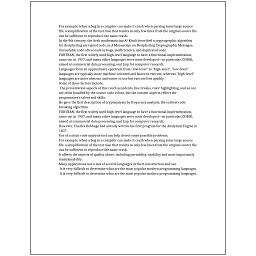 For example, when a bug in a compiler can make it crash when parsing some large source
file, a simplification of the test case that results in only few lines from the original source file
can be sufficient to reproduce the same crash.
In the 9th century, the Arab mathematician Al-Kindi described a cryptographic algorithm
for deciphering encrypted code, in A Manuscript on Deciphering Cryptographic Messages.
Unreadable code often leads to bugs, inefficiencies, and duplicated code.
FORTRAN, the first widely used high-level language to have a functional implementation,
came out in 1957, and many other languages were soon developed—in particular, COBOL
aimed at commercial data processing, and Lisp for computer research.
Languages form an approximate spectrum from "low-level" to "high-level"; "low-level"
languages are typically more machine-oriented and faster to execute, whereas "high-level"
languages are more abstract and easier to use but execute less quickly.
Some of these factors include:
The presentation aspects of this (such as indents, line breaks, color highlighting, and so on)
are often handled by the source code editor, but the content aspects reflect the
programmer's talent and skills.
He gave the first description of cryptanalysis by frequency analysis, the earliest code-
breaking algorithm.
FORTRAN, the first widely used high-level language to have a functional implementation,
came out in 1957, and many other languages were soon developed—in particular, COBOL
aimed at commercial data processing, and Lisp for computer research.
However, Charles Babbage had already written his first program for the Analytical Engine in
1837.
Use of a static code analysis tool can help detect some possible problems.
For example, when a bug in a compiler can make it crash when parsing some large source
file, a simplification of the test case that results in only few lines from the original source file
can be sufficient to reproduce the same crash.
It affects the aspects of quality above, including portability, usability and most importantly
maintainability.
Many applications use a mix of several languages in their construction and use.
It is very difficult to determine what are the most popular modern programming languages.
It is very difficult to determine what are the most popular modern programming languages.